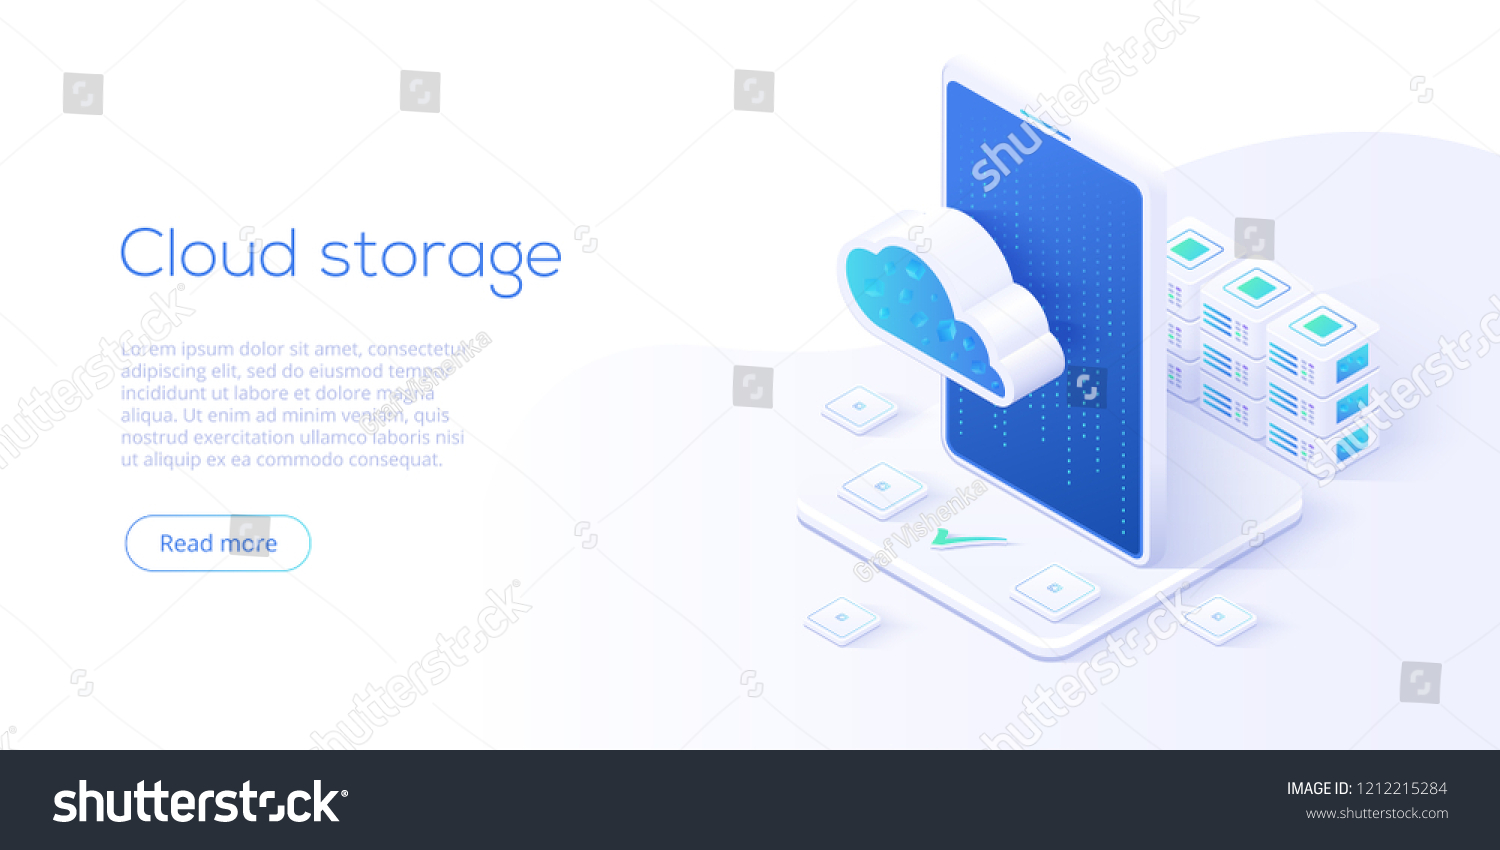 Cloud storage
Lorem ipsum dolor sit amet, consectetur
adipiscing elit, sed do eiusmod tempor
incididunt ut labore et dolore magna
aliqua. Ut enim ad minim veniam, quis
nostrud exercitation ullamco laboris nisi
ut aliquip ex ea commodo consequat.
Read more
shutterstock
shutterstock
shutterstock
shutterstock
shutterstock
shutterstock
Graf Vishenka
Graf Vishenka
shutterstock
IMAGE ID: 1212215284
www.shutterstock.com